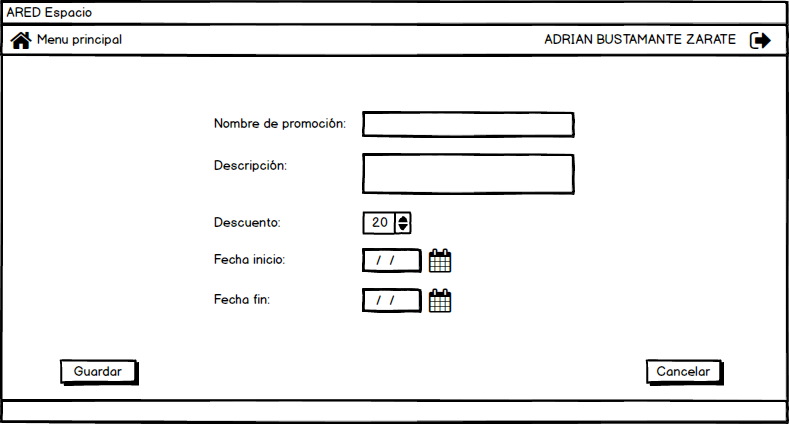 ARED Espacio
Menu principal ADRIAN BUSTAMANTE ZARATE
Nombre de promoción:
Descripción:
Descuento: 20
Fecha inicio: / /
Fecha fin: / /
Guardar Cancelar